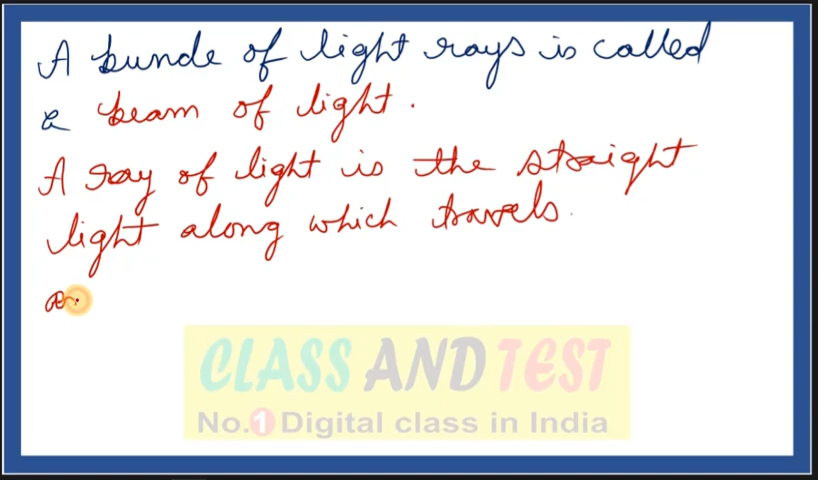 A bunde of light rays is called
a beam of light.
A ray of light is the straight
light along which travels.
CLASS AND TEST
No.1 Digital class in India